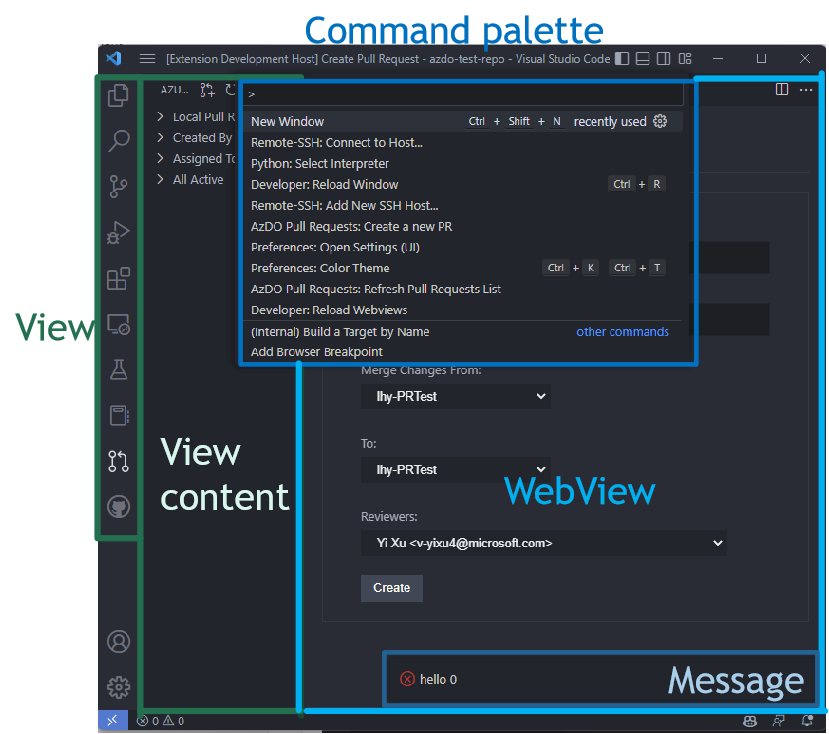 Command palette
[Extension Development Host] Create Pull Request - azdo-test-repo - Visual Studio Code
AZU...
>
Local Pull R
Created By
Assigned To
All Active
New Window Ctrl + Shift + N recently used
Remote-SSH: Connect to Host...
Python: Select Interpreter
Developer: Reload Window Ctrl + R
Remote-SSH: Add New SSH Host...
AzDO Pull Requests: Create a new PR
Preferences: Open Settings (UI)
Preferences: Color Theme Ctrl + K Ctrl + T
AzDO Pull Requests: Refresh Pull Requests List
Developer: Reload Webviews
(Internal) Build a Target by Name other commands
Add Browser Breakpoint
View
View
content
Merge Changes From:
lhy-PRTest
To:
lhy-PRTest
WebView
Reviewers:
Yi Xu <v-yixu4@microsoft.com>
Create
hello 0
Message
0 0